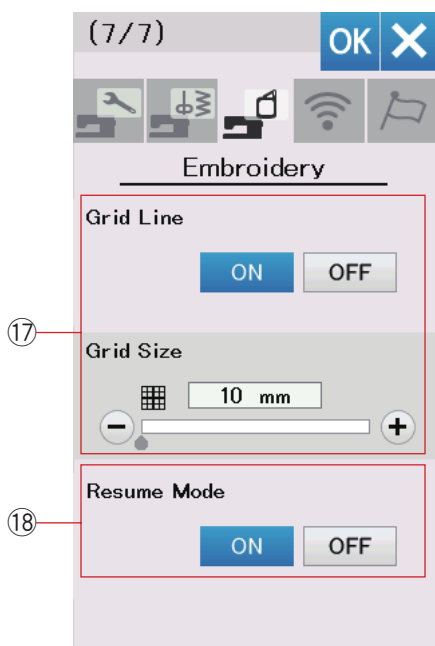 (7/7) OK
Embroidery
Grid Line
ON OFF
⑰
Grid Size
10 mm
Resume Mode
⑱
ON OFF